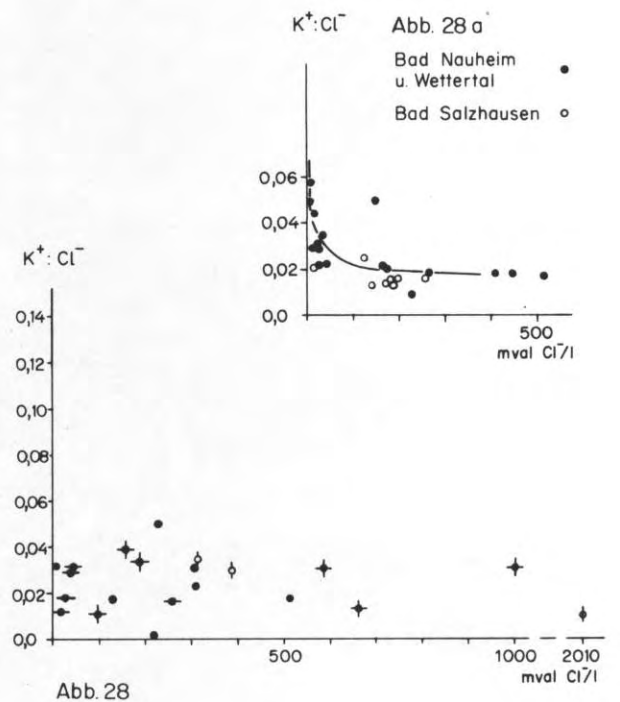 K⁺:Cl⁻ Abb. 28 a
Bad Nauheim
u. Wettertal
Bad Salzhausen
0,06
0,04
0,02
0,0
500
mval Cl⁻/l
K⁺:Cl⁻
0,14
0,12
0,10
0,08
0,06
0,04
0,02
0,0
500 1000 2010
mval Cl⁻/l
Abb. 28